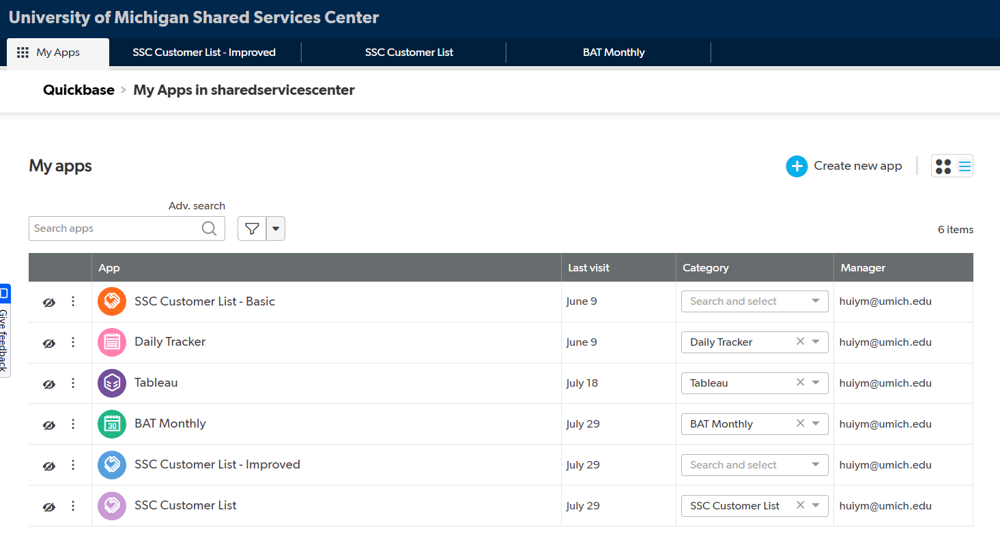 University of Michigan Shared Services Center
My Apps SSC Customer List - Improved SSC Customer List BAT Monthly
Quickbase > My Apps in sharedservicescenter
My apps
Create new app
Adv. search
Search apps
6 items
App Last visit Category Manager
SSC Customer List - Basic June 9 Search and select huiym@umich.edu
Daily Tracker June 9 Daily Tracker huiym@umich.edu
Tableau July 18 Tableau huiym@umich.edu
30 BAT Monthly July 29 BAT Monthly huiym@umich.edu
SSC Customer List - Improved July 29 Search and select huiym@umich.edu
SSC Customer List July 29 SSC Customer List huiym@umich.edu
Give feedback